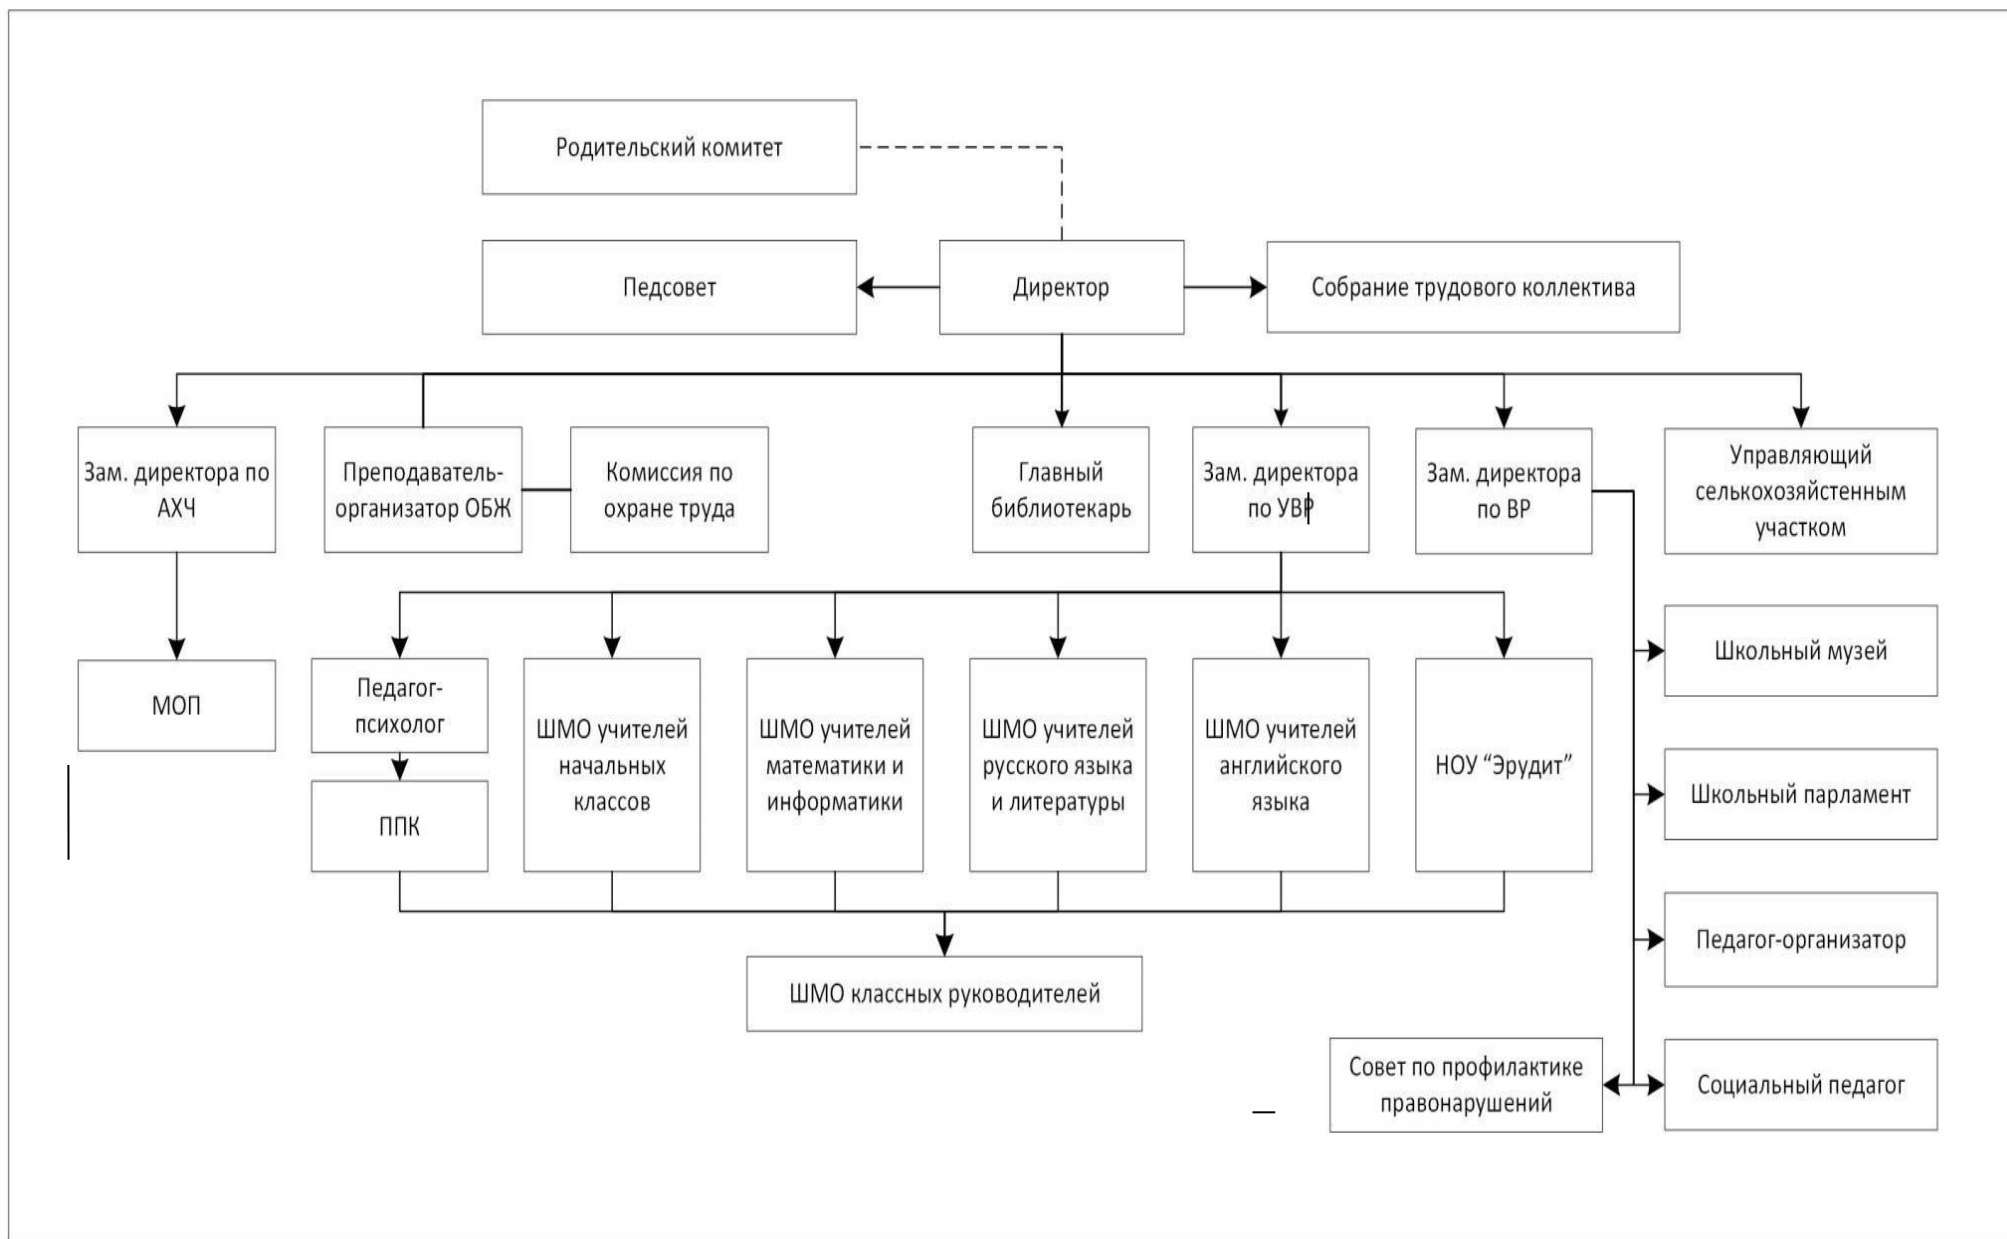 Родительский комитет
Педсовет
Директор
Собрание трудового коллектива
Зам. директора по
АХЧ
Преподаватель-
организатор ОБЖ
Комиссия по
охране труда
Главный
библиотекарь
Зам. директора
по УВР
Зам. директора
по ВР
Управляющий
селькохозяйстенным
участком
МОП
Педагог-
психолог
ППК
ШМО учителей
начальных
классов
ШМО учителей
математики и
информатики
ШМО учителей
русского языка
и литературы
ШМО учителей
английского
языка
НОУ “Эрудит”
Школьный музей
Школьный парламент
Педагог-организатор
ШМО классных руководителей
Совет по профилактике
правонарушений
Социальный педагог